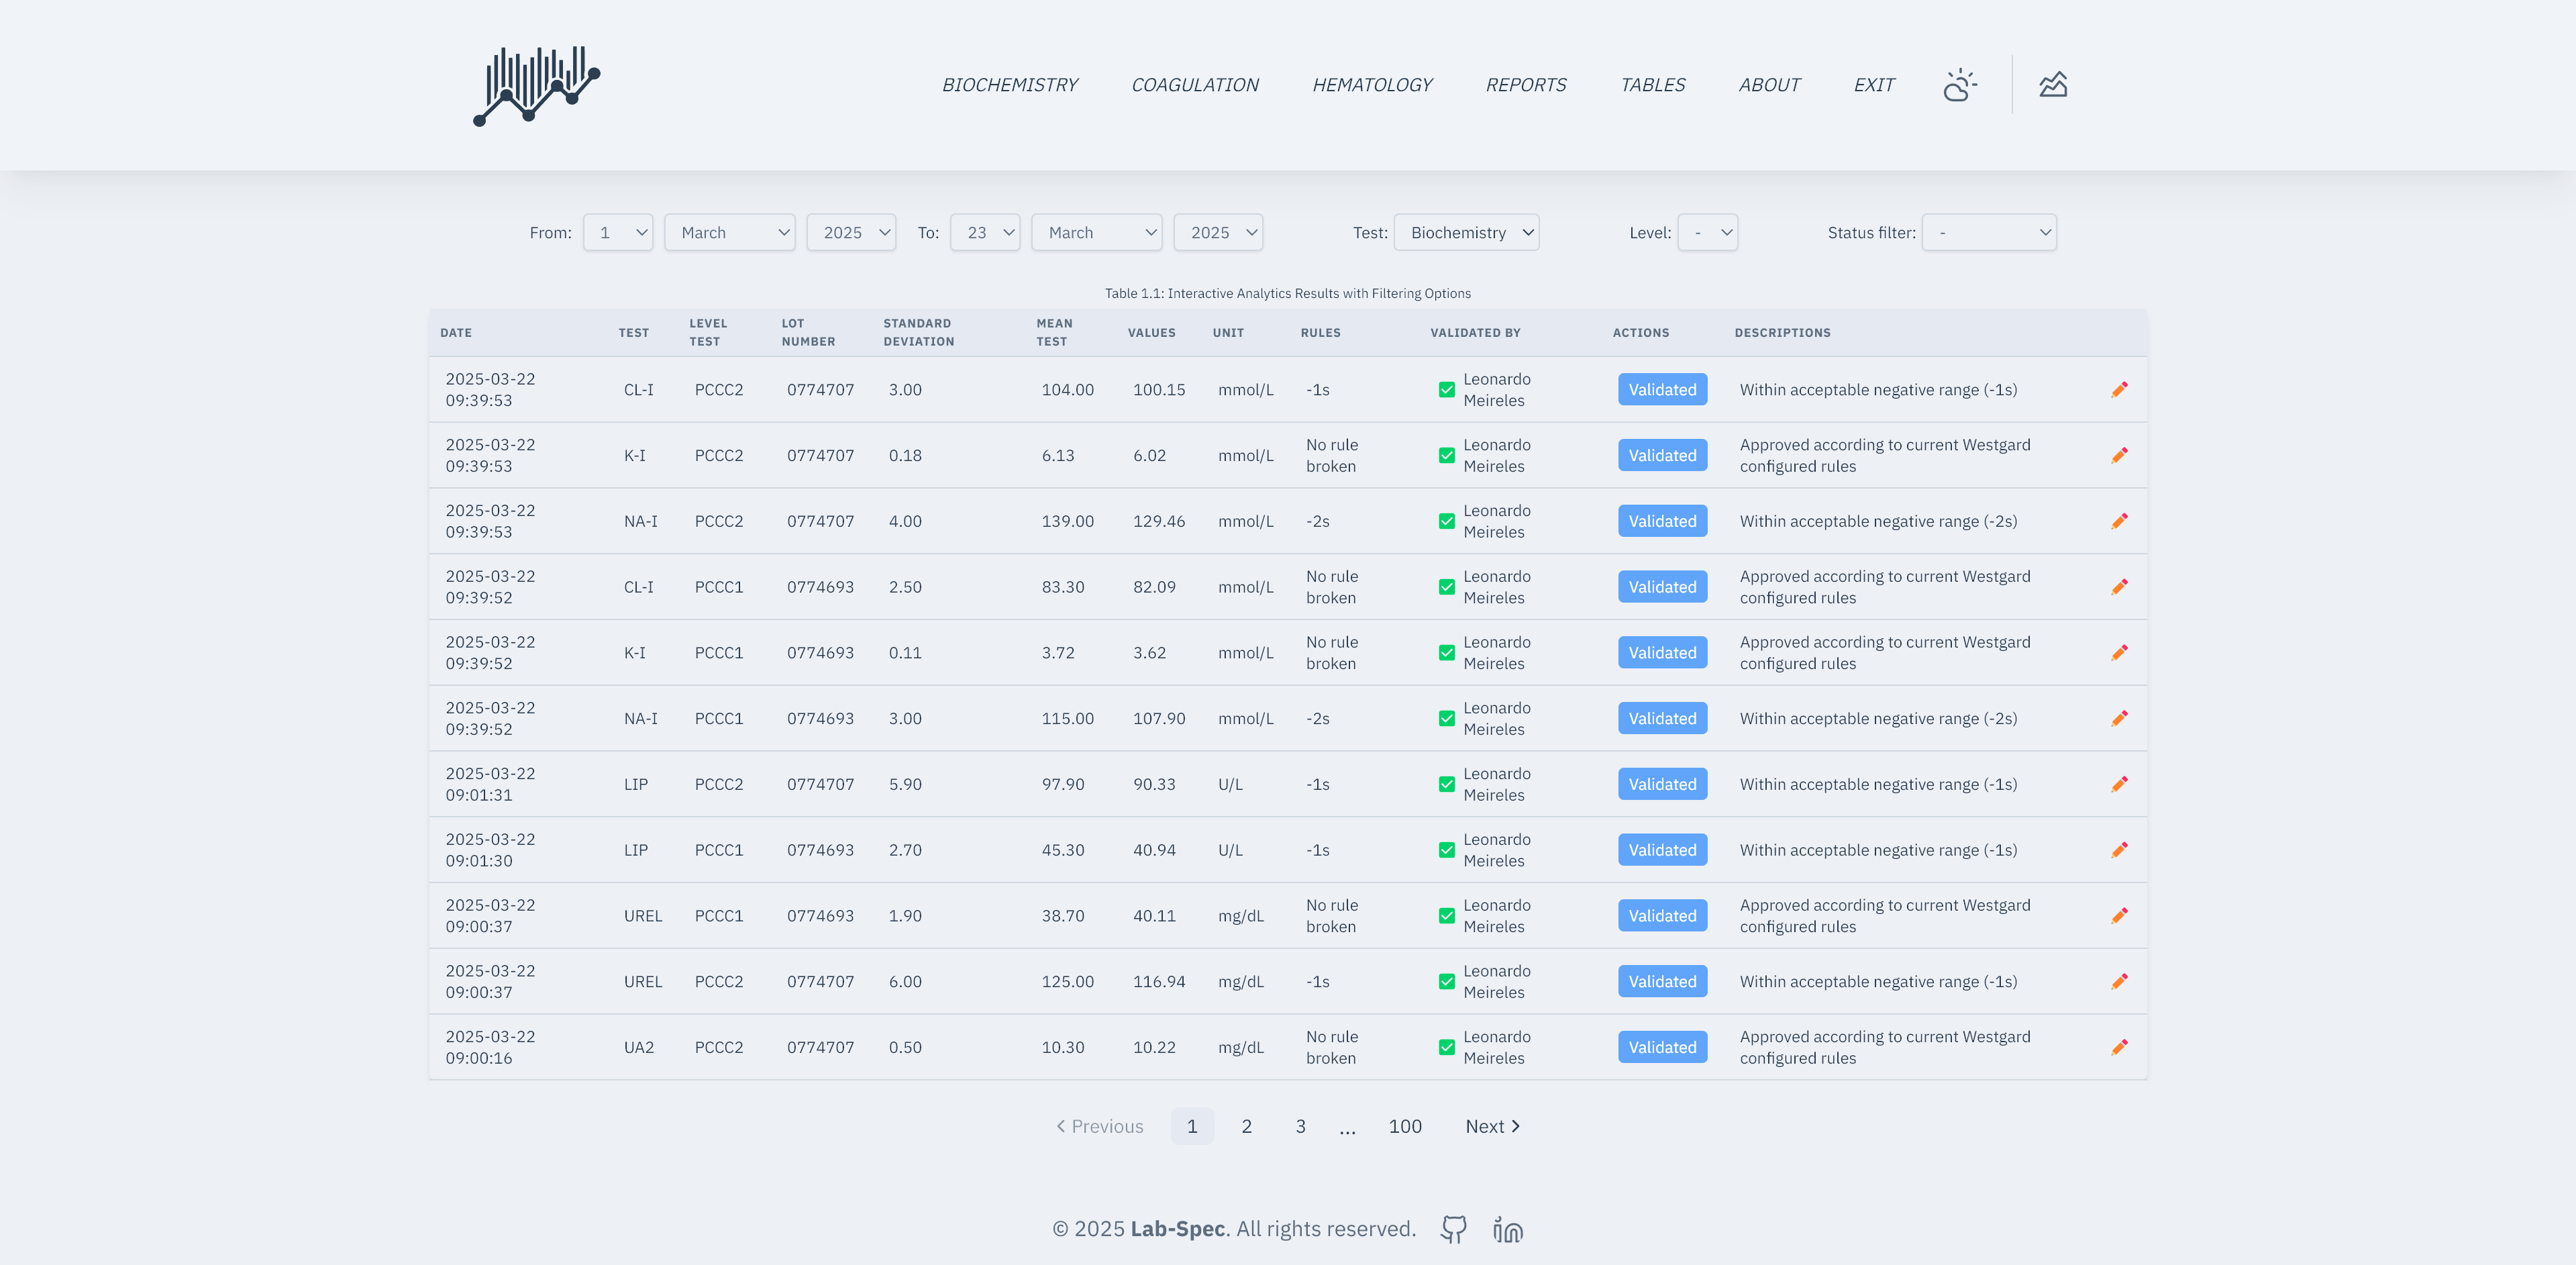 BIOCHEMISTRY COAGULATION HEMATOLOGY REPORTS TABLES ABOUT EXIT
From: 1 March 2025 To: 23 March 2025 Test: Biochemistry Level: - Status filter: -
Table 1.1: Interactive Analytics Results with Filtering Options
DATE TEST LEVEL TEST LOT NUMBER STANDARD DEVIATION MEAN TEST VALUES UNIT RULES VALIDATED BY ACTIONS DESCRIPTIONS
2025-03-22 09:39:53 CL-I PCCC2 0774707 3.00 104.00 100.15 mmol/L -1s Leonardo Meireles Validated Within acceptable negative range (-1s)
2025-03-22 09:39:53 K-I PCCC2 0774707 0.18 6.13 6.02 mmol/L No rule broken Leonardo Meireles Validated Approved according to current Westgard configured rules
2025-03-22 09:39:53 NA-I PCCC2 0774707 4.00 139.00 129.46 mmol/L -2s Leonardo Meireles Validated Within acceptable negative range (-2s)
2025-03-22 09:39:52 CL-I PCCC1 0774693 2.50 83.30 82.09 mmol/L No rule broken Leonardo Meireles Validated Approved according to current Westgard configured rules
2025-03-22 09:39:52 K-I PCCC1 0774693 0.11 3.72 3.62 mmol/L No rule broken Leonardo Meireles Validated Approved according to current Westgard configured rules
2025-03-22 09:39:52 NA-I PCCC1 0774693 3.00 115.00 107.90 mmol/L -2s Leonardo Meireles Validated Within acceptable negative range (-2s)
2025-03-22 09:01:31 LIP PCCC2 0774707 5.90 97.90 90.33 U/L -1s Leonardo Meireles Validated Within acceptable negative range (-1s)
2025-03-22 09:01:30 LIP PCCC1 0774693 2.70 45.30 40.94 U/L -1s Leonardo Meireles Validated Within acceptable negative range (-1s)
2025-03-22 09:00:37 UREL PCCC1 0774693 1.90 38.70 40.11 mg/dL No rule broken Leonardo Meireles Validated Approved according to current Westgard configured rules
2025-03-22 09:00:37 UREL PCCC2 0774707 6.00 125.00 116.94 mg/dL -1s Leonardo Meireles Validated Within acceptable negative range (-1s)
2025-03-22 09:00:16 UA2 PCCC2 0774707 0.50 10.30 10.22 mg/dL No rule broken Leonardo Meireles Validated Approved according to current Westgard configured rules
Previous 1 2 3 ... 100 Next
© 2025 Lab-Spec. All rights reserved.